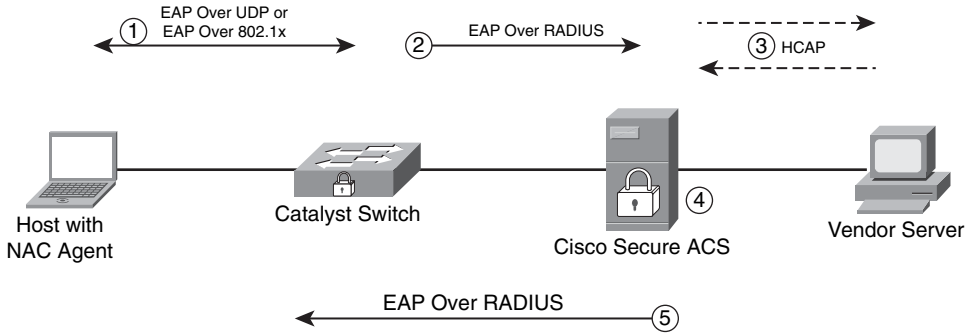 1
EAP Over UDP or
EAP Over 802.1x
2
EAP Over RADIUS
3
HCAP
Host with
NAC Agent
Catalyst Switch
Cisco Secure ACS
4
Vendor Server
EAP Over RADIUS
5